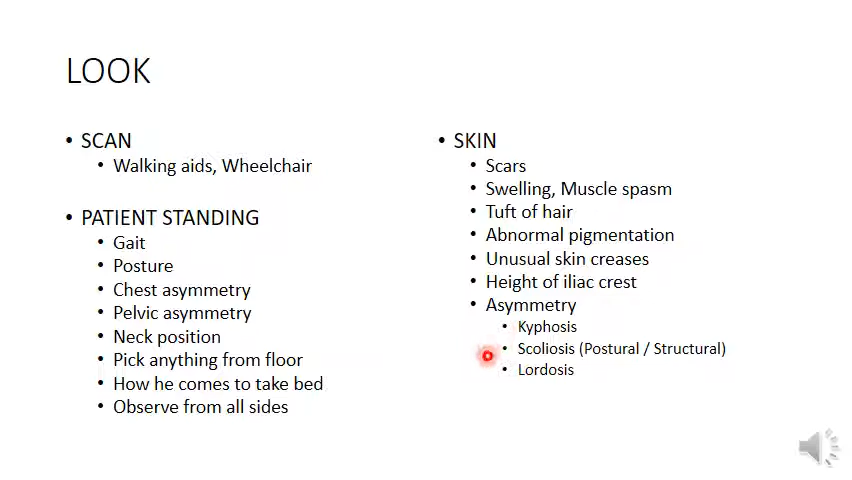 LOOK
• SCAN
• Walking aids, Wheelchair
• PATIENT STANDING
• Gait
• Posture
• Chest asymmetry
• Pelvic asymmetry
• Neck position
• Pick anything from floor
• How he comes to take bed
• Observe from all sides
• SKIN
• Scars
• Swelling, Muscle spasm
• Tuft of hair
• Abnormal pigmentation
• Unusual skin creases
• Height of iliac crest
• Asymmetry
• Kyphosis
• Scoliosis (Postural / Structural)
• Lordosis